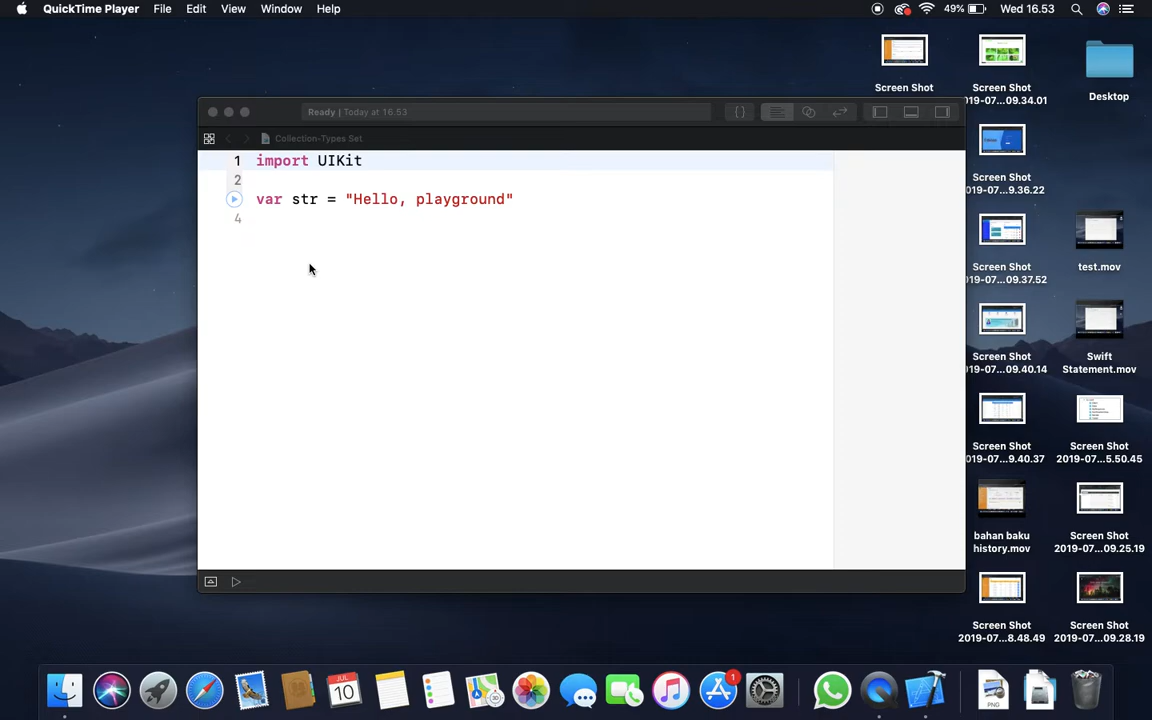 QuickTime Player File Edit View Window Help 49% Wed 16.53
Ready | Today at 16.53
Collection-Types Set
1 import UIKit
2
var str = "Hello, playground"
4
Screen Shot
Screen Shot
2019-07...09.34.01
Desktop
Screen Shot
2019-07...09.36.22
Screen Shot
2019-07...09.37.52
test.mov
Screen Shot
2019-07...09.40.14
Swift
Statement.mov
Screen Shot
2019-07...9.40.37
Screen Shot
2019-07...5.50.45
bahan baku
history.mov
Screen Shot
2019-07...09.25.19
Screen Shot
2019-07...8.48.49
Screen Shot
2019-07...09.28.19
JUL
10
1
PNG